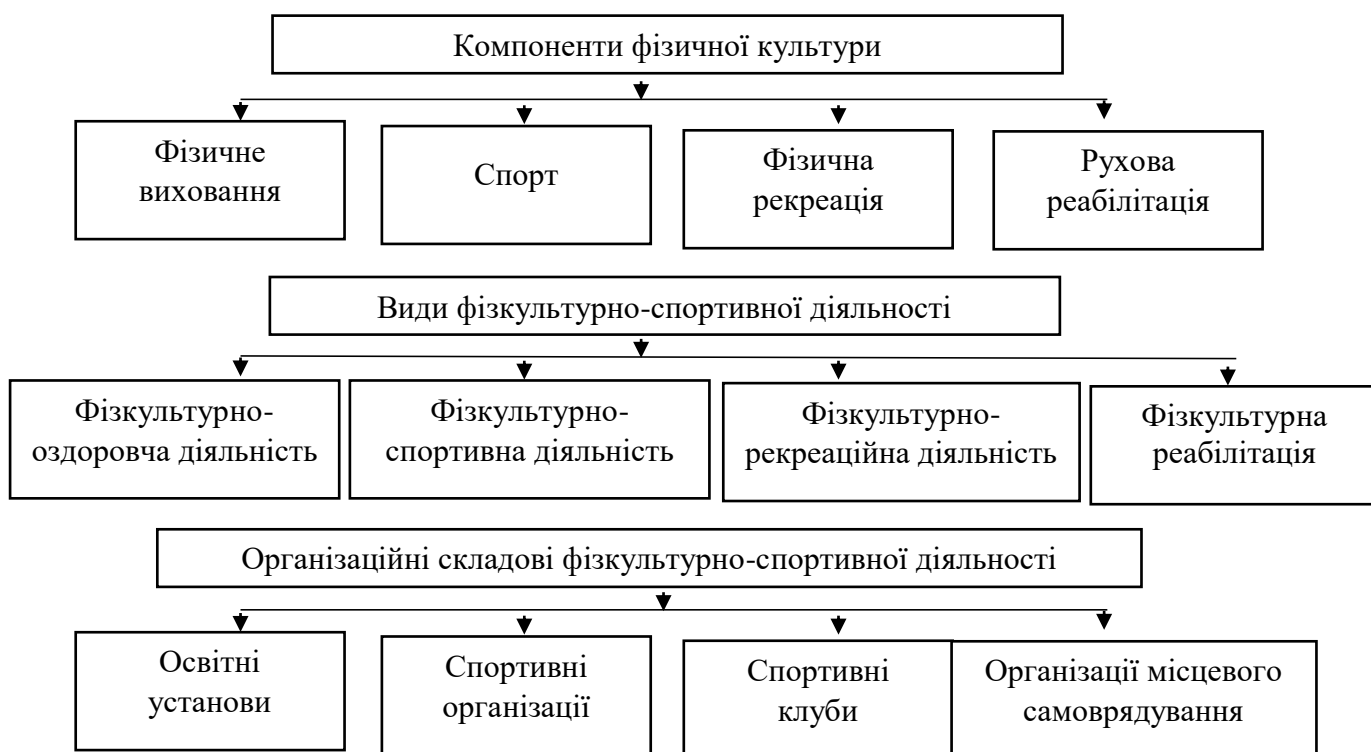 Компоненти фізичної культури
Фізичне
виховання
Спорт
Фізична
рекреація
Рухова
реабілітація
Види фізкультурно-спортивної діяльності
Фізкультурно-
оздоровча діяльність
Фізкультурно-
спортивна діяльність
Фізкультурно-
рекреаційна діяльність
Фізкультурна
реабілітація
Організаційні складові фізкультурно-спортивної діяльності
Освітні
установи
Спортивні
організації
Спортивні
клуби
Організації місцевого
самоврядування